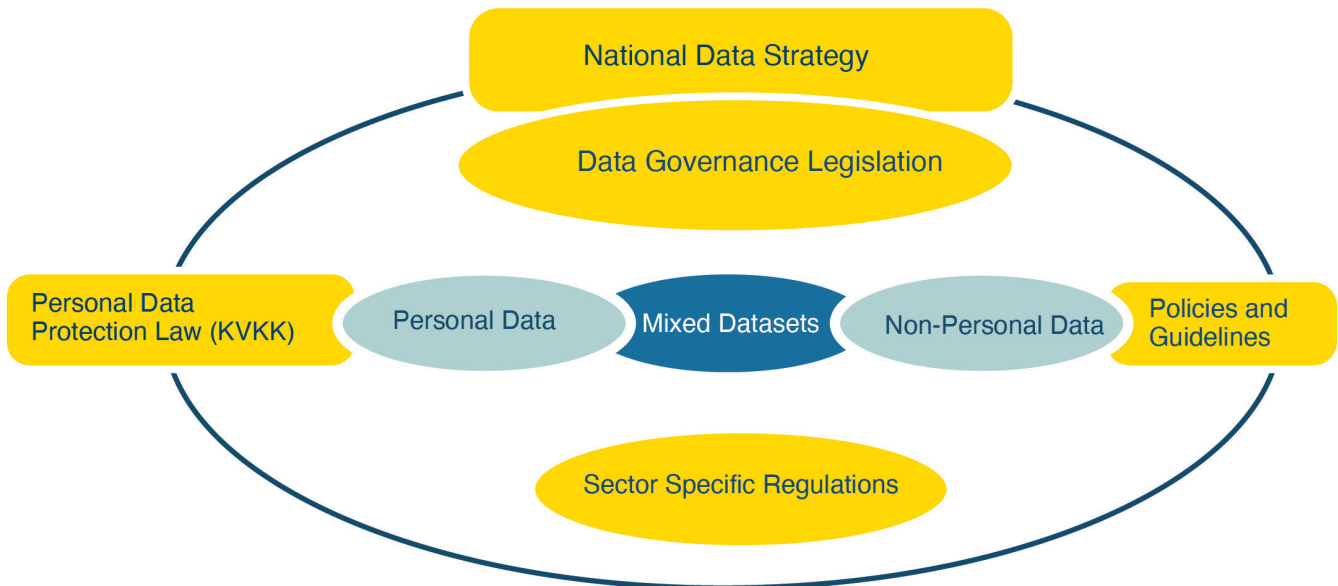 National Data Strategy
Data Governance Legislation
Personal Data
Protection Law (KVKK)
Personal Data
Mixed Datasets
Non-Personal Data
Policies and
Guidelines
Sector Specific Regulations